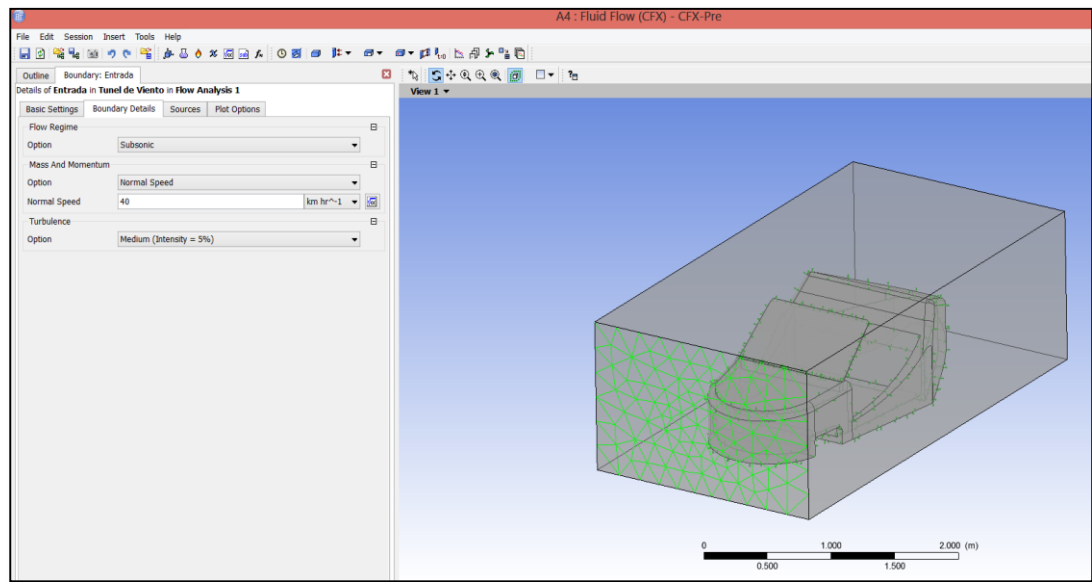 A4 : Fluid Flow (CFX) - CFX-Pre
File Edit Session Insert Tools Help
Outline Boundary: Entrada
Details of Entrada in Tunel de Viento in Flow Analysis 1
Basic Settings Boundary Details Sources Plot Options
Flow Regime
Option Subsonic
Mass And Momentum
Option Normal Speed
Normal Speed 40 km hr^-1
Turbulence
Option Medium (Intensity = 5%)
View 1
0 1.000 2.000 (m)
0.500 1.500